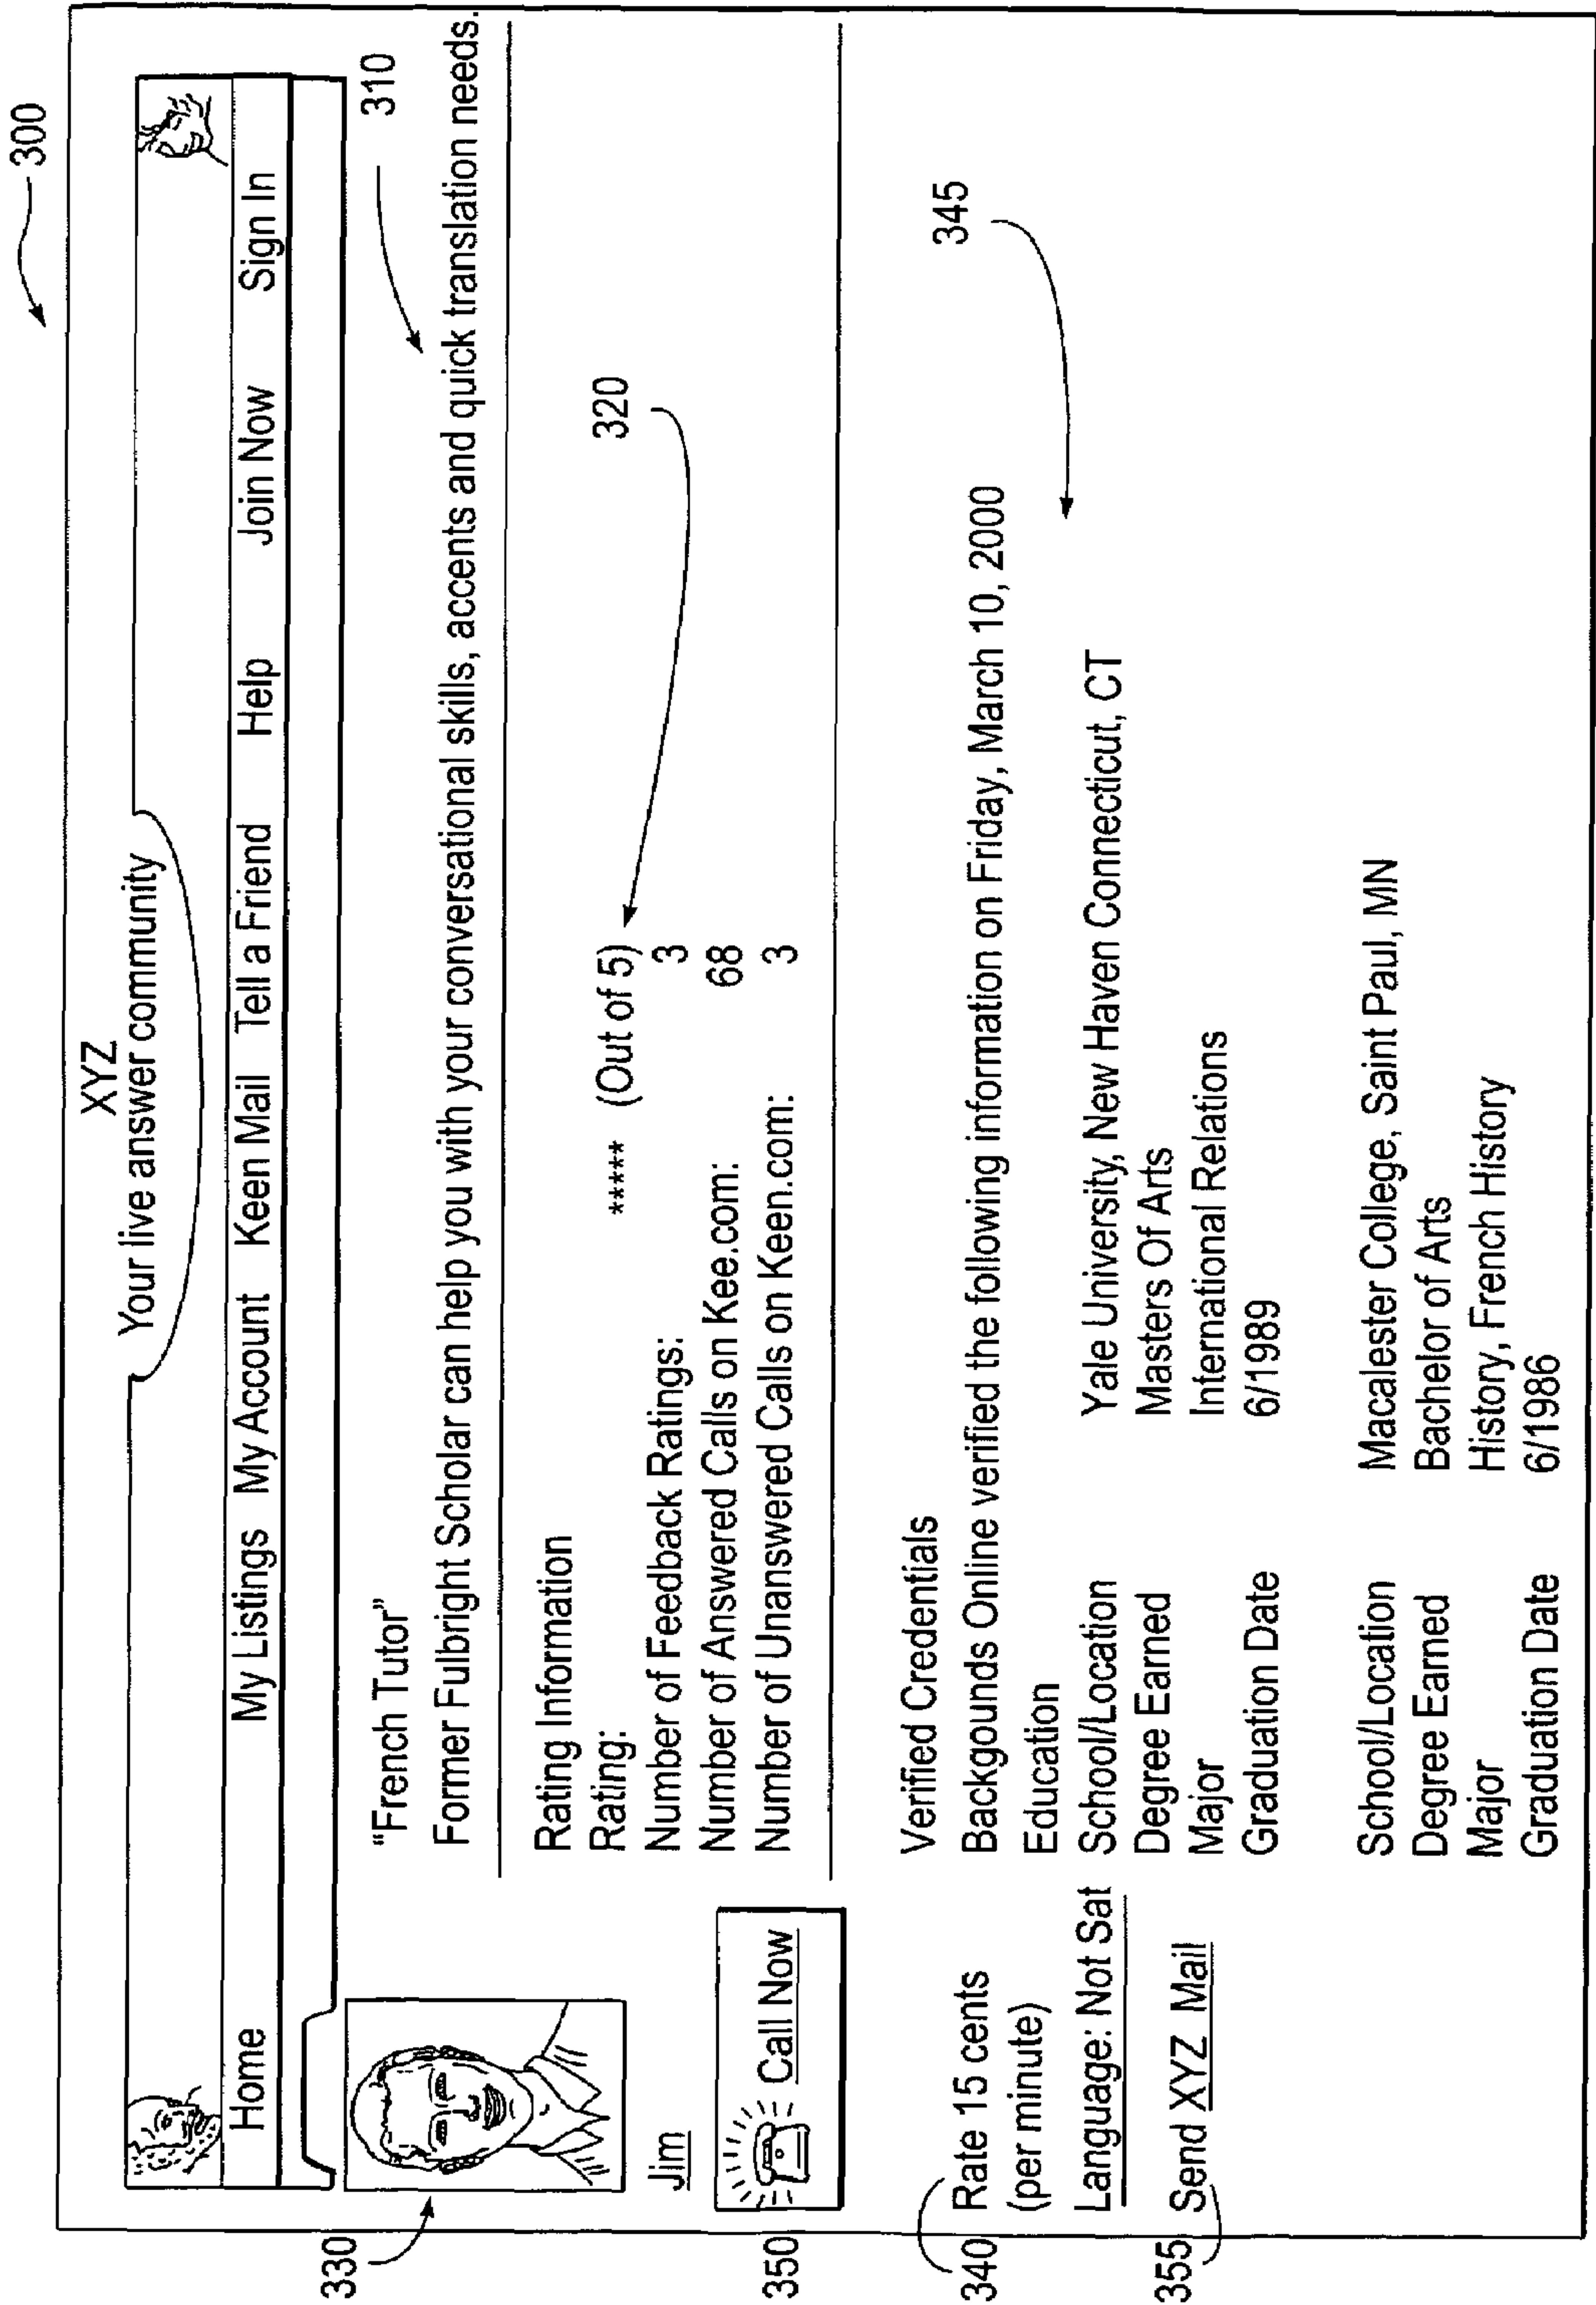 300
XYZ
Your live answer community
Home My Listings My Account Keen Mail Tell a Friend Help Join Now Sign In
330
310
"French Tutor"
Former Fulbright Scholar can help you with your conversational skills, accents and quick translation needs.
Jim
Rating Information
320
Rating: ***** (Out of 5)
Number of Feedback Ratings: 3
Number of Answered Calls on Kee.com: 68
Number of Unanswered Calls on Keen.com: 3
350
Call Now
Verified Credentials
345
340
Rate 15 cents
(per minute)
Language: Not Sat
355
Send XYZ Mail
Backgounds Online verified the following information on Friday, March 10, 2000
Education
School/Location Yale University, New Haven Connecticut, CT
Degree Earned Masters Of Arts
Major International Relations
Graduation Date 6/1989
School/Location Macalester College, Saint Paul, MN
Degree Earned Bachelor of Arts
Major History, French History
Graduation Date 6/1986